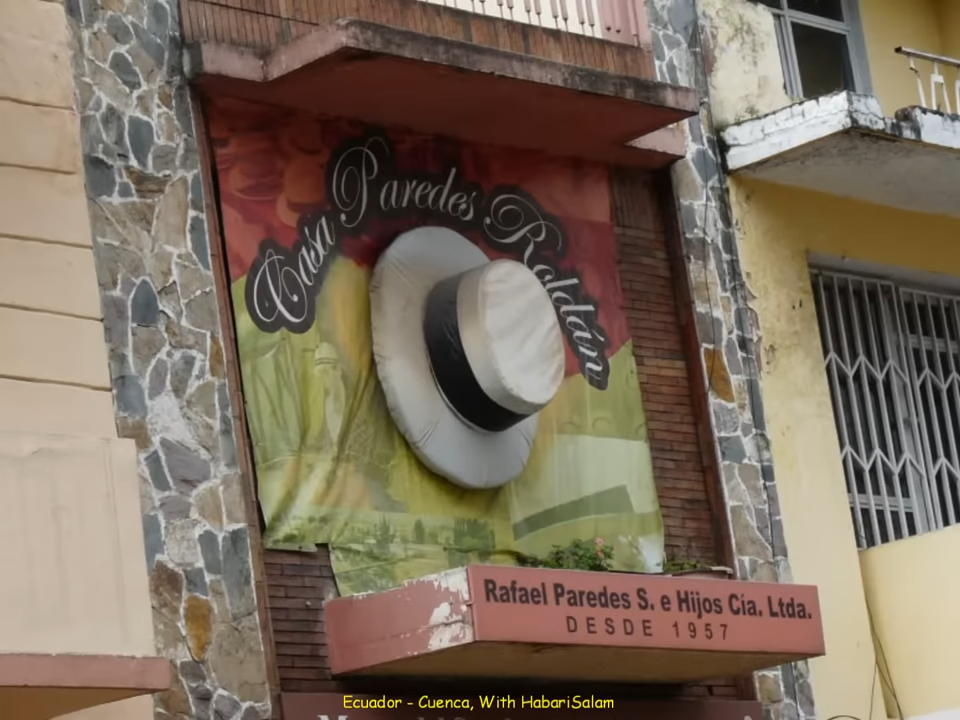 Casa Paredes Roldán
Rafael Paredes S. e Hijos Cía. Ltda.
DESDE 1957
Ecuador - Cuenca, With HabariSalam